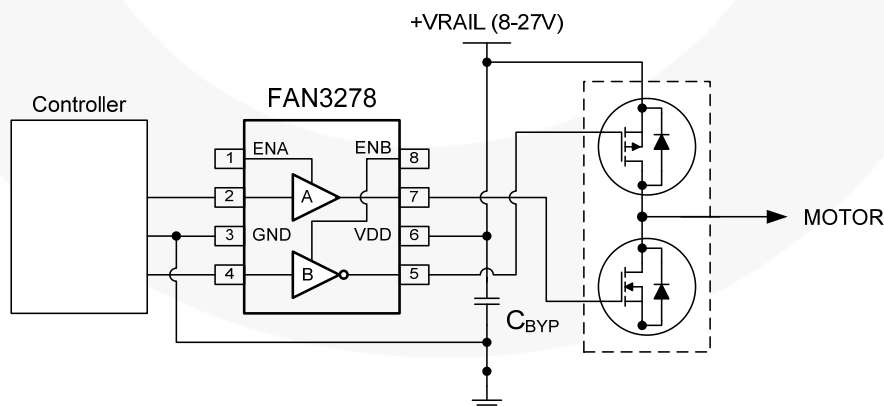 +VRAIL (8-27V)
Controller
FAN3278
1 ENA ENB 8
2 A 7
3 GND VDD 6
4 B 5
MOTOR
CBYP